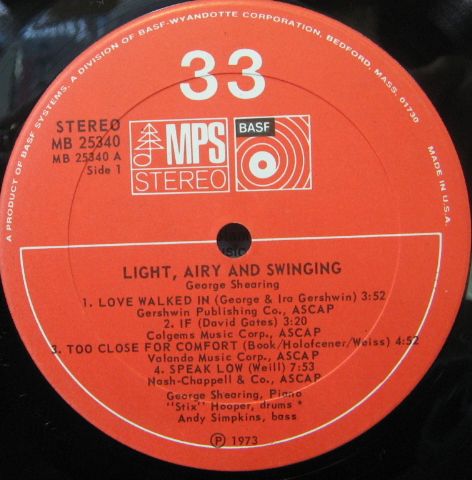 A PRODUCT OF BASF SYSTEMS, A DIVISION OF BASF-WYANDOTTE CORPORATION, BEDFORD, MASS. 01730
33
STEREO
MB 25340
MB 25340 A
Side 1
MPS
STEREO
BASF
MADE IN U.S.A.
LIGHT, AIRY AND SWINGING
George Shearing
1. LOVE WALKED IN (George & Ira Gershwin) 3:52
Gershwin Publishing Co., ASCAP
2. IF (David Gates) 3:20
Colgems Music Corp., ASCAP
3. TOO CLOSE FOR COMFORT (Bock/Holofcener/Weiss) 4:52
Valando Music Corp., ASCAP
4. SPEAK LOW (Weill) 7:53
Nash-Chappell & Co., ASCAP
George Shearing, Piano
"Stix" Hooper, drums *
Andy Simpkins, bass
Ⓟ 1973